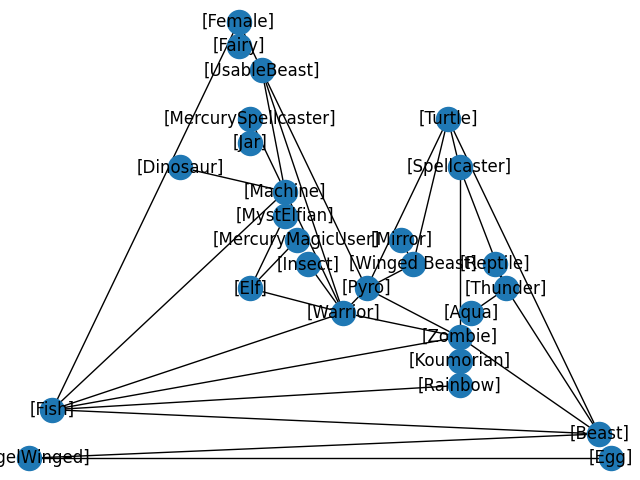 [Female]
[Fairy]
[UsableBeast]
[MercurySpellcaster]
[Turtle]
[Jar]
[Dinosaur]
[Spellcaster]
[Machine]
[MystElfian]
[MercuryMagicUser]
[Mirror]
[Insect]
[Winged Beast]
[Reptile]
[Elf]
[Pyro]
[Thunder]
[Warrior]
[Aqua]
[Zombie]
[Koumorian]
[Rainbow]
[Fish]
[Beast]
gelWinged]
[Egg]